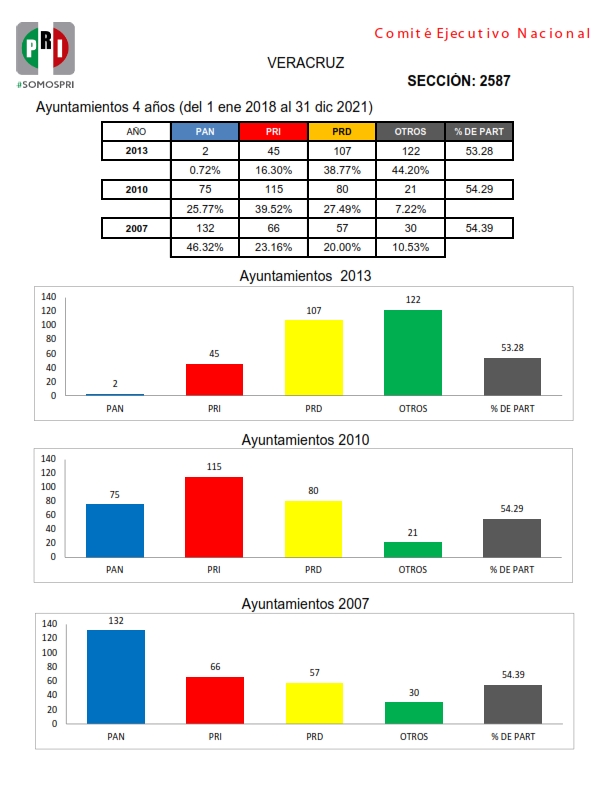 PRI
#SOMOSPRI
Comité Ejecutivo Nacional
VERACRUZ
SECCIÓN: 2587
Ayuntamientos 4 años (del 1 ene 2018 al 31 dic 2021)
AÑO PAN PRI PRD OTROS % DE PART
2013 2 45 107 122 53.28
0.72% 16.30% 38.77% 44.20%
2010 75 115 80 21 54.29
25.77% 39.52% 27.49% 7.22%
2007 132 66 57 30 54.39
46.32% 23.16% 20.00% 10.53%
Ayuntamientos 2013
140
120
100
80
60
40
20
0
2
45
107
122
53.28
PAN PRI PRD OTROS % DE PART
Ayuntamientos 2010
140
120
100
80
60
40
20
0
75
115
80
21
54.29
PAN PRI PRD OTROS % DE PART
Ayuntamientos 2007
140
120
100
80
60
40
20
0
132
66
57
30
54.39
PAN PRI PRD OTROS % DE PART